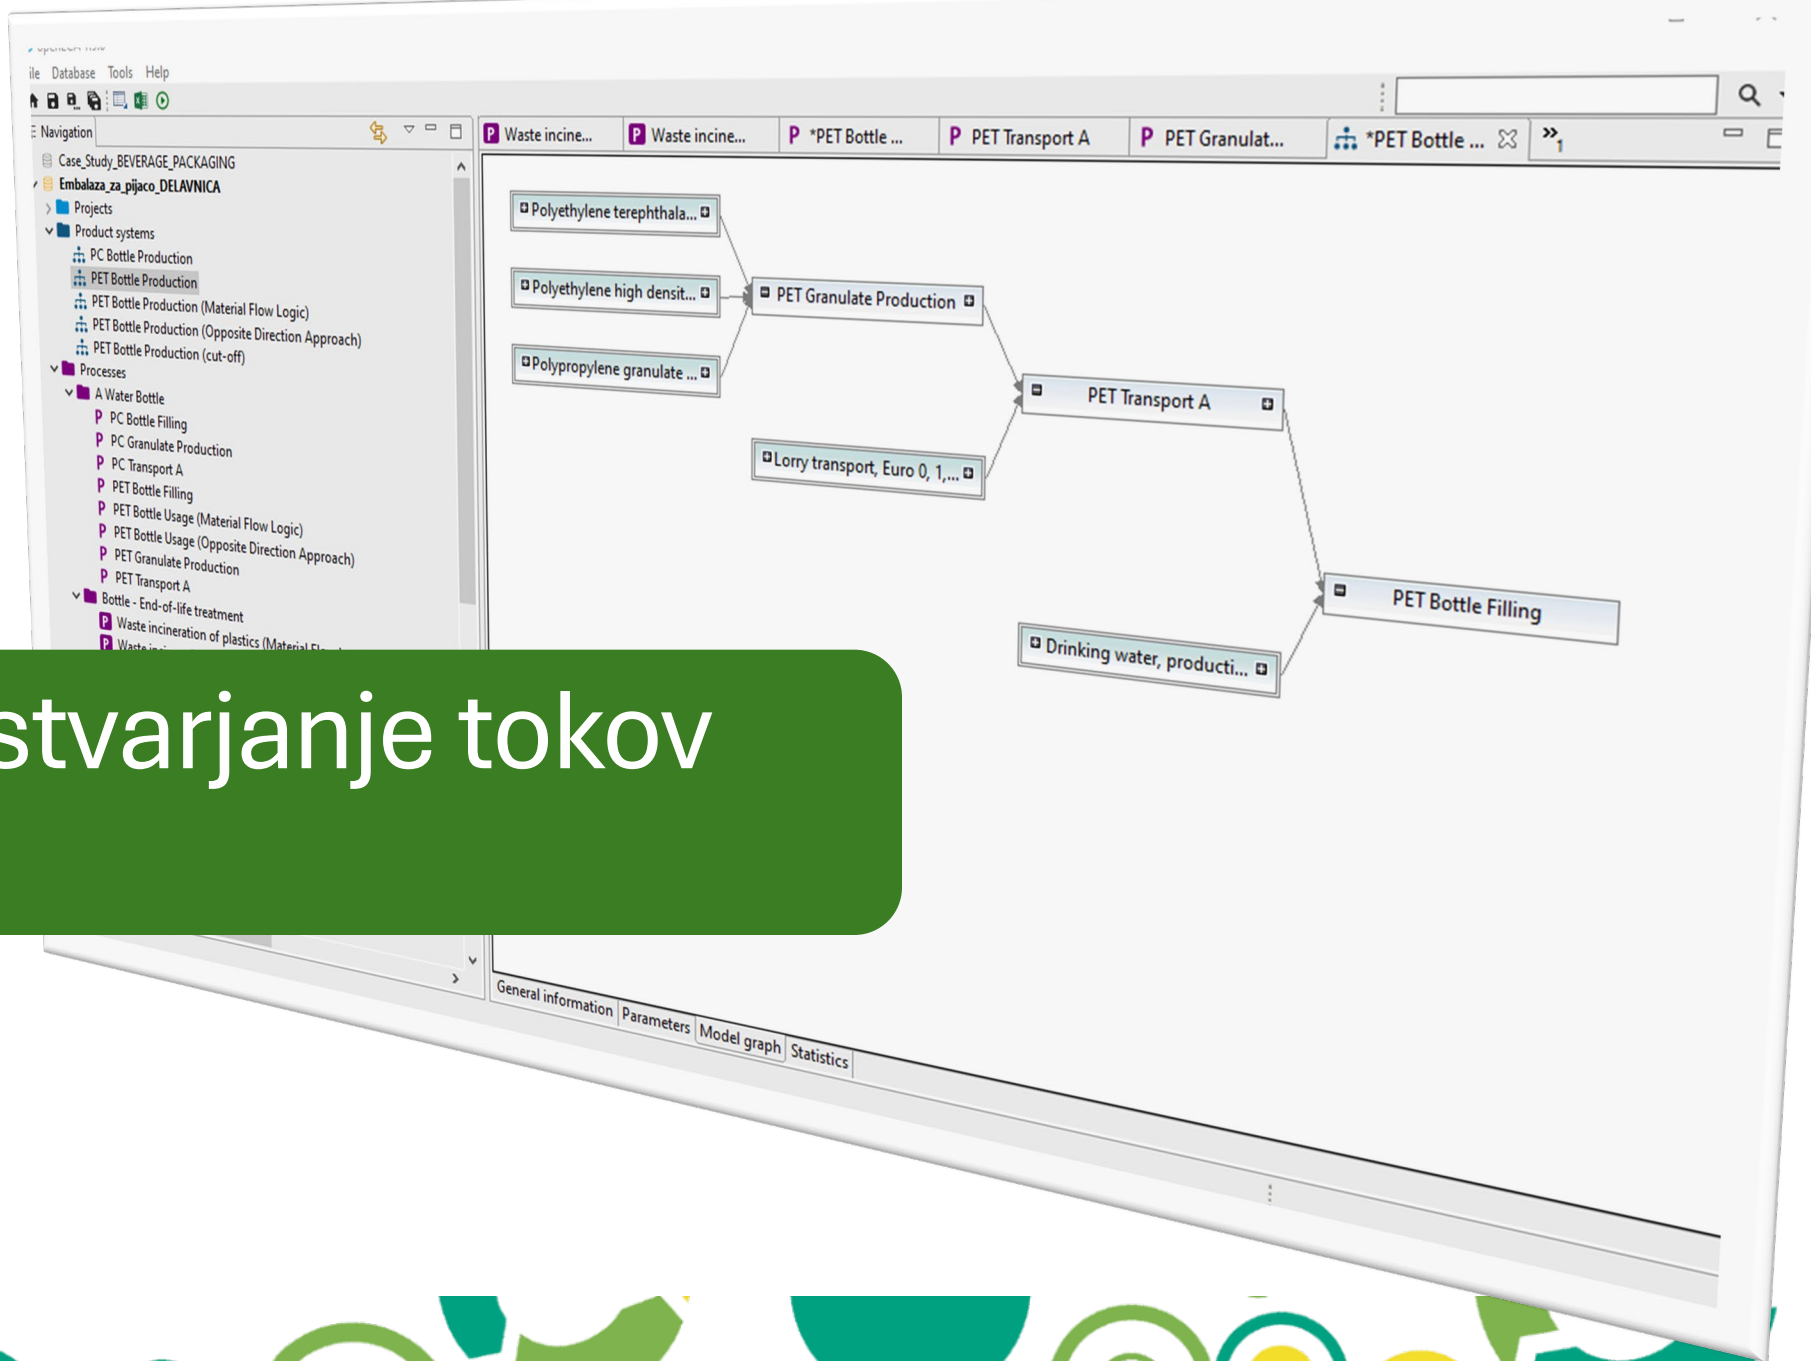 ile Database Tools Help
Navigation
Case_Study_BEVERAGE_PACKAGING
Embalaza_za_pijaco_DELAVNICA
Projects
Product systems
PC Bottle Production
PET Bottle Production
PET Bottle Production (Material Flow Logic)
PET Bottle Production (Opposite Direction Approach)
PET Bottle Production (cut-off)
Processes
A Water Bottle
P PC Bottle Filling
P PC Granulate Production
P PC Transport A
P PET Bottle Filling
P PET Bottle Usage (Material Flow Logic)
P PET Bottle Usage (Opposite Direction Approach)
P PET Granulate Production
P PET Transport A
Bottle - End-of-life treatment
P Waste incineration of plastics (Material
P Waste incine... P Waste incine... P *PET Bottle ... P PET Transport A P PET Granulat... *PET Bottle ... »1
Polyethylene terephthala...
Polyethylene high densit...
Polypropylene granulate ...
PET Granulate Production
Lorry transport, Euro 0, 1,...
PET Transport A
Drinking water, producti...
PET Bottle Filling
stvarjanje tokov
General information Parameters Model graph Statistics